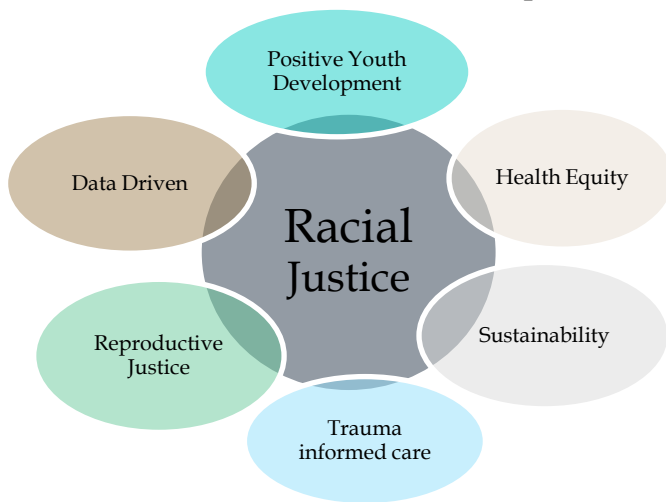 Positive Youth
Development
Data Driven
Health Equity
Racial
Justice
Reproductive
Justice
Sustainability
Trauma
informed care